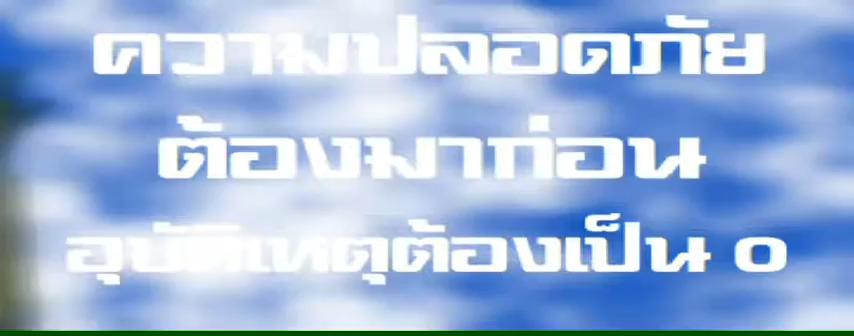 ความปลอดภัย
ต้องมาก่อน
อุบัติเหตุต้องเป็น ๐